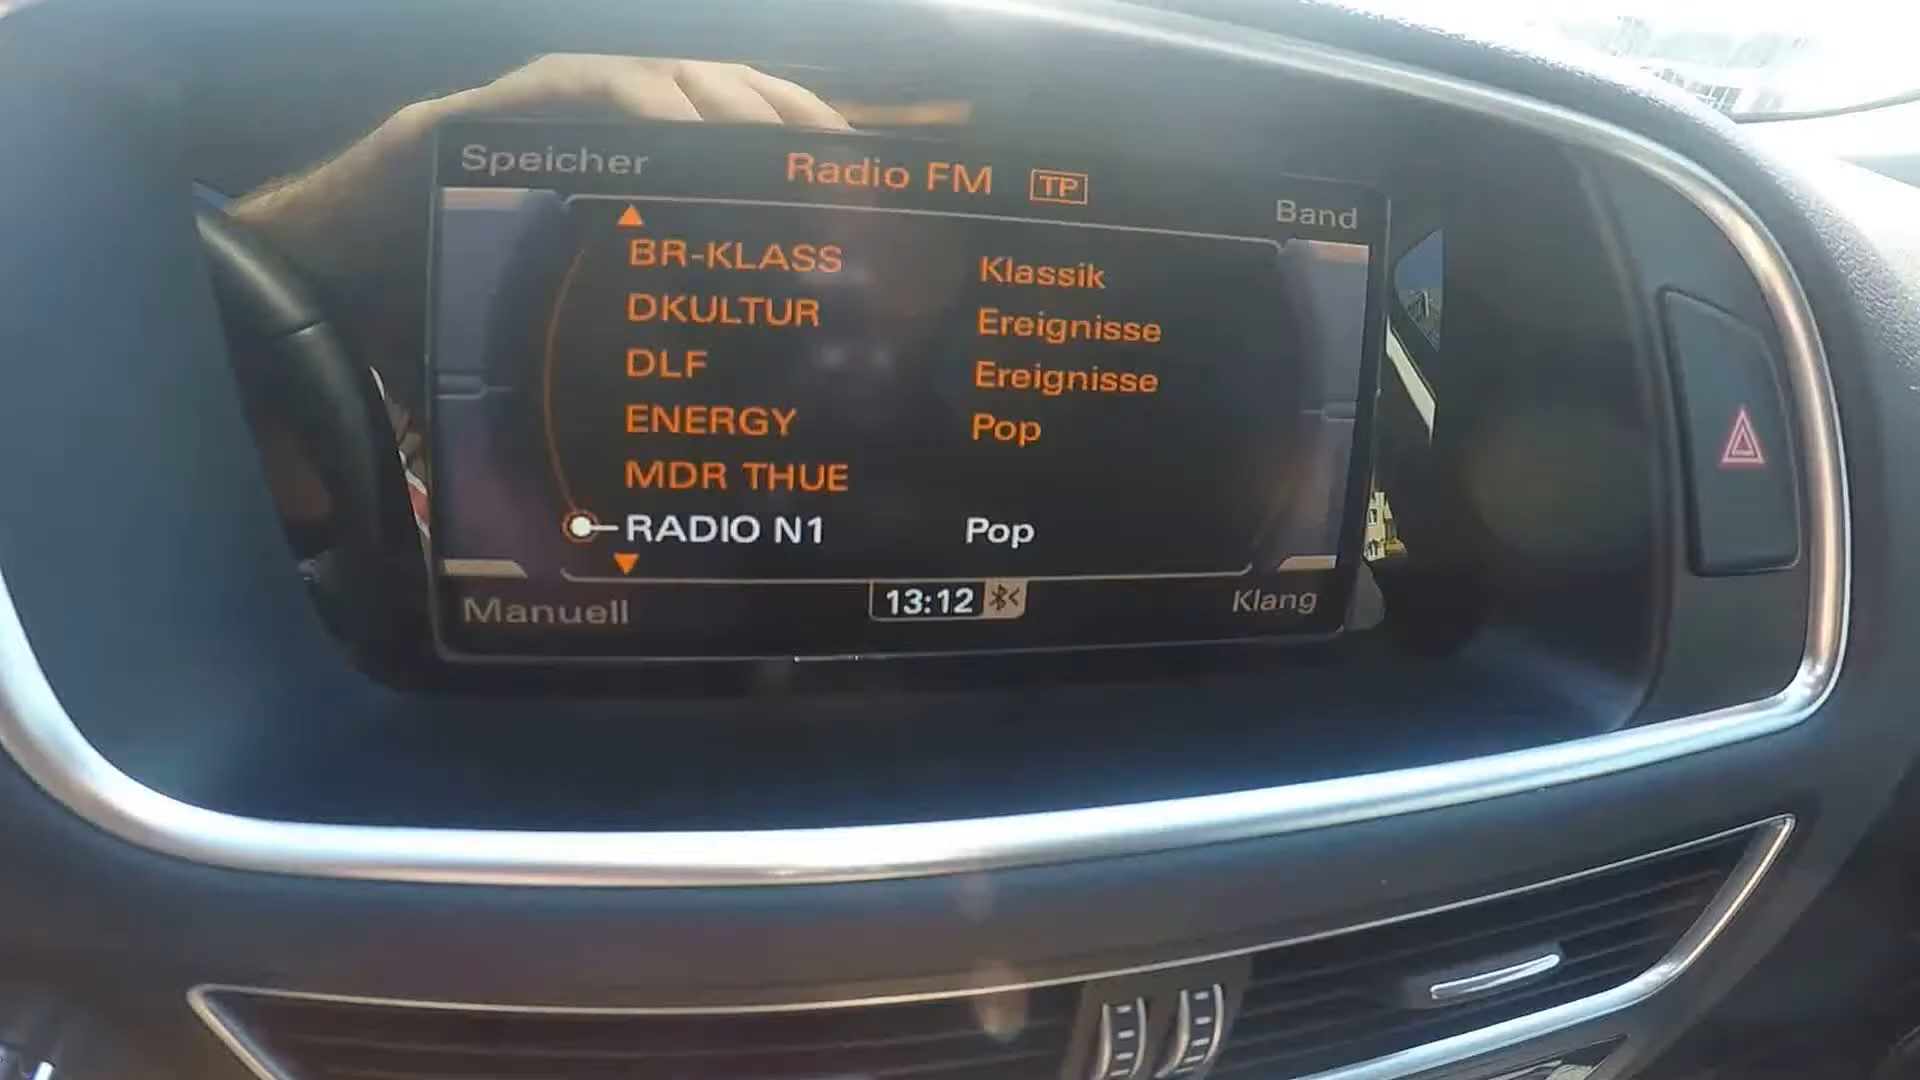 Speicher
Radio FM TP
Band
BR-KLASS Klassik
DKULTUR Ereignisse
DLF Ereignisse
ENERGY Pop
MDR THUE
RADIO N1 Pop
Manuell
13:12
Klang